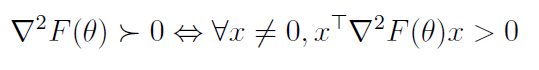 ∇²F(θ) ≻ 0 ⇔ ∀x ≠ 0, x⊤∇²F(θ)x > 0